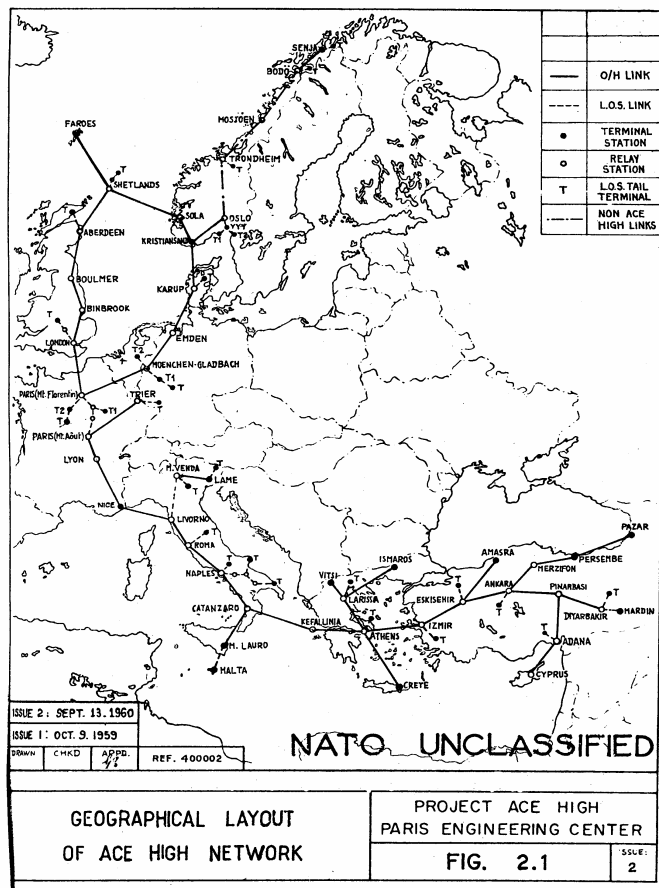 SENJA
BODO
T
MOSSOEN
TRONDHEIM
T
FAROES
T
SHETLANDS
T
SOLA
OSLO
YYY
T
T2
KRISTIANSAND
ABERDEEN
BOULMER
KARUP
T
BINBROOK
T
LONDON
EMDEN
T2
T
MOENCHEN-GLADBACH
T1
T
TRIER
T
PARIS(Mt. Florentin)
T2
T
T1
PARIS(Mt. Août)
LYON
NICE
M. VENDA
T
LAME
T
LIVORNO
T
ROMA
NAPLES
T
T
T
CATANZARO
M. LAURO
MALTA
KEFALLINIA
VITSI
T
ISMAROS
LARISSA
T
ATHENS
CRETE
IZMIR
T
ESKISEHIR
T
AMASRA
ANKARA
T
MERZIFON
PERSEMBE
PAZAR
PINARBASI
T
DIYARBAKIR
MARDIN
T
ADANA
CYPRUS
O/H LINK
L.O.S. LINK
TERMINAL
STATION
RELAY
STATION
T
L.O.S. TAIL
TERMINAL
NON ACE
HIGH LINKS
ISSUE 2: SEPT. 13.1960
ISSUE 1: OCT. 9. 1959
DRAWN
CHKD
APPD.
REF. 400002
NATO UNCLASSIFIED
GEOGRAPHICAL LAYOUT
OF ACE HIGH NETWORK
PROJECT ACE HIGH
PARIS ENGINEERING CENTER
FIG. 2.1
ISSUE:
2